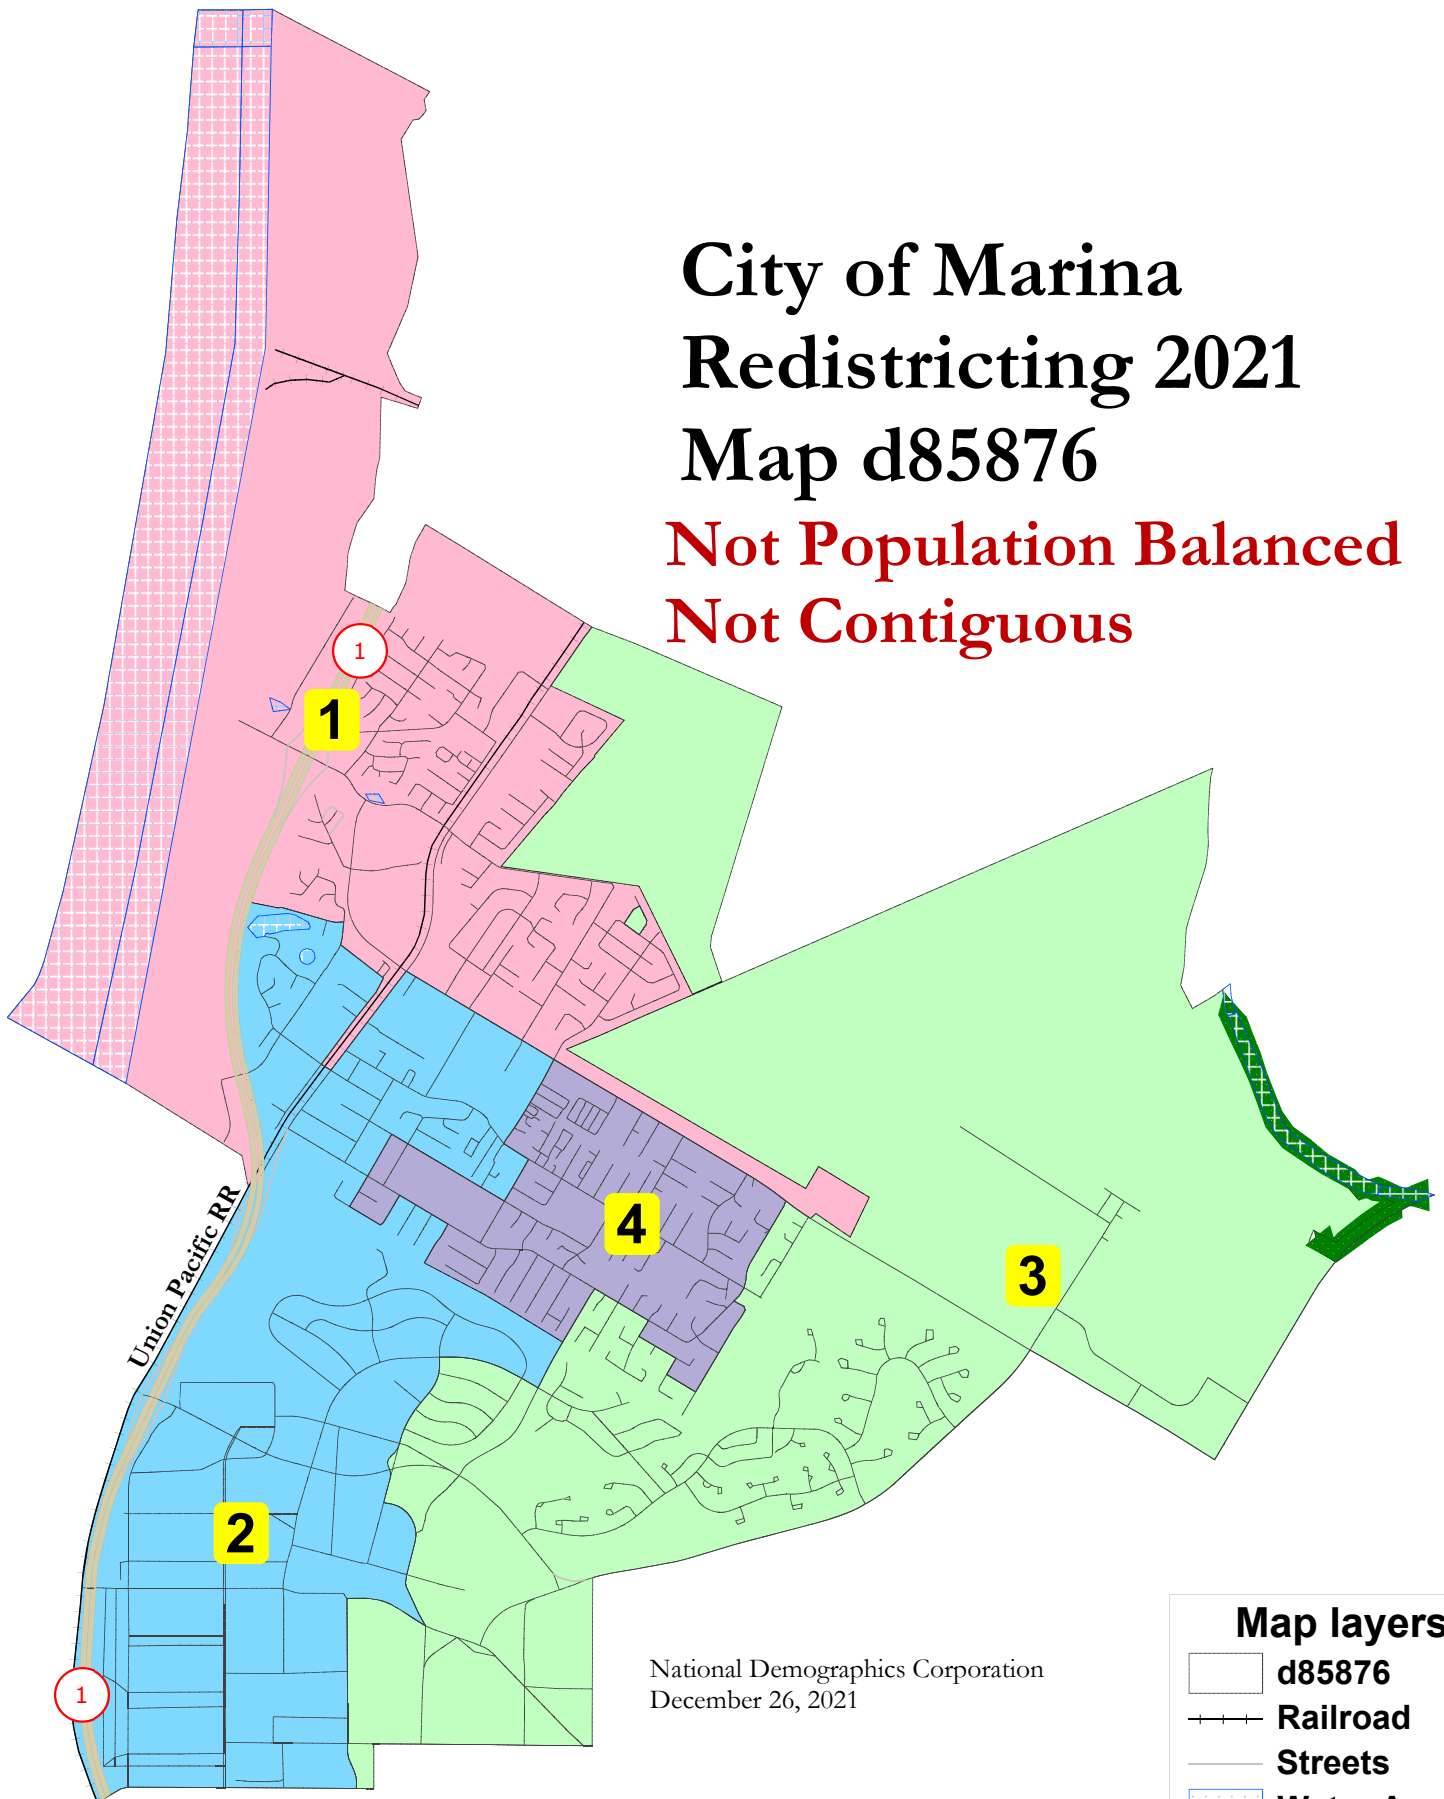 City of Marina
Redistricting 2021
Map d85876
Not Population Balanced
Not Contiguous
1
1
4
3
Union Pacific RR
2
1
National Demographics Corporation
December 26, 2021
Map layers
d85876
Railroad
Streets